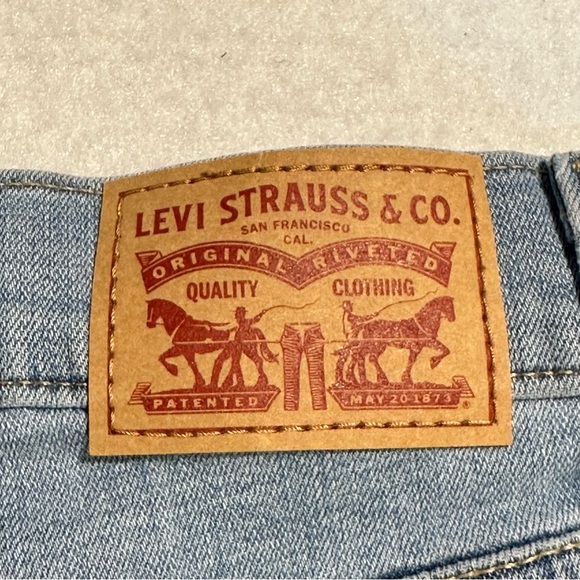 LEVI STRAUSS & CO.
SAN FRANCISCO
CAL.
ORIGINAL RIVETED
QUALITY CLOTHING
PATENTED MAY 20 1873 ®